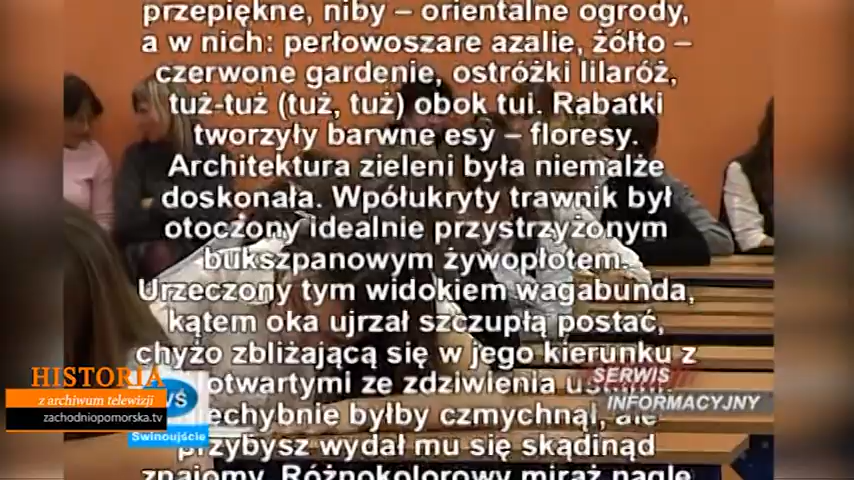 przepiękne, niby – orientalne ogrody,
a w nich: perłowoszare azalie, żółto –
czerwone gardenie, ostróżki lilaróż,
tuż-tuż (tuż, tuż) obok tui. Rabatki
tworzyły barwne esy – floresy.
Architektura zieleni była niemalże
doskonała. Wpółukryty trawnik był
otoczony idealnie przystrzyżonym
bukszpanowym żywopłotem.
Urzeczony tym widokiem wagabunda,
kątem oka ujrzał szczupłą postać,
chyżo zbliżającą się w jego kierunku z
otwartymi ze zdziwienia
niechybnie byłby czmychnął, ale
przybysz wydał mu się skądinąd
znajomy. Różnokolorowy miraż nagle
HISTORIA
z archiwum telewizji
zachodniopomorska.tv
Świnoujście
SERWIS
INFORMACYJNY